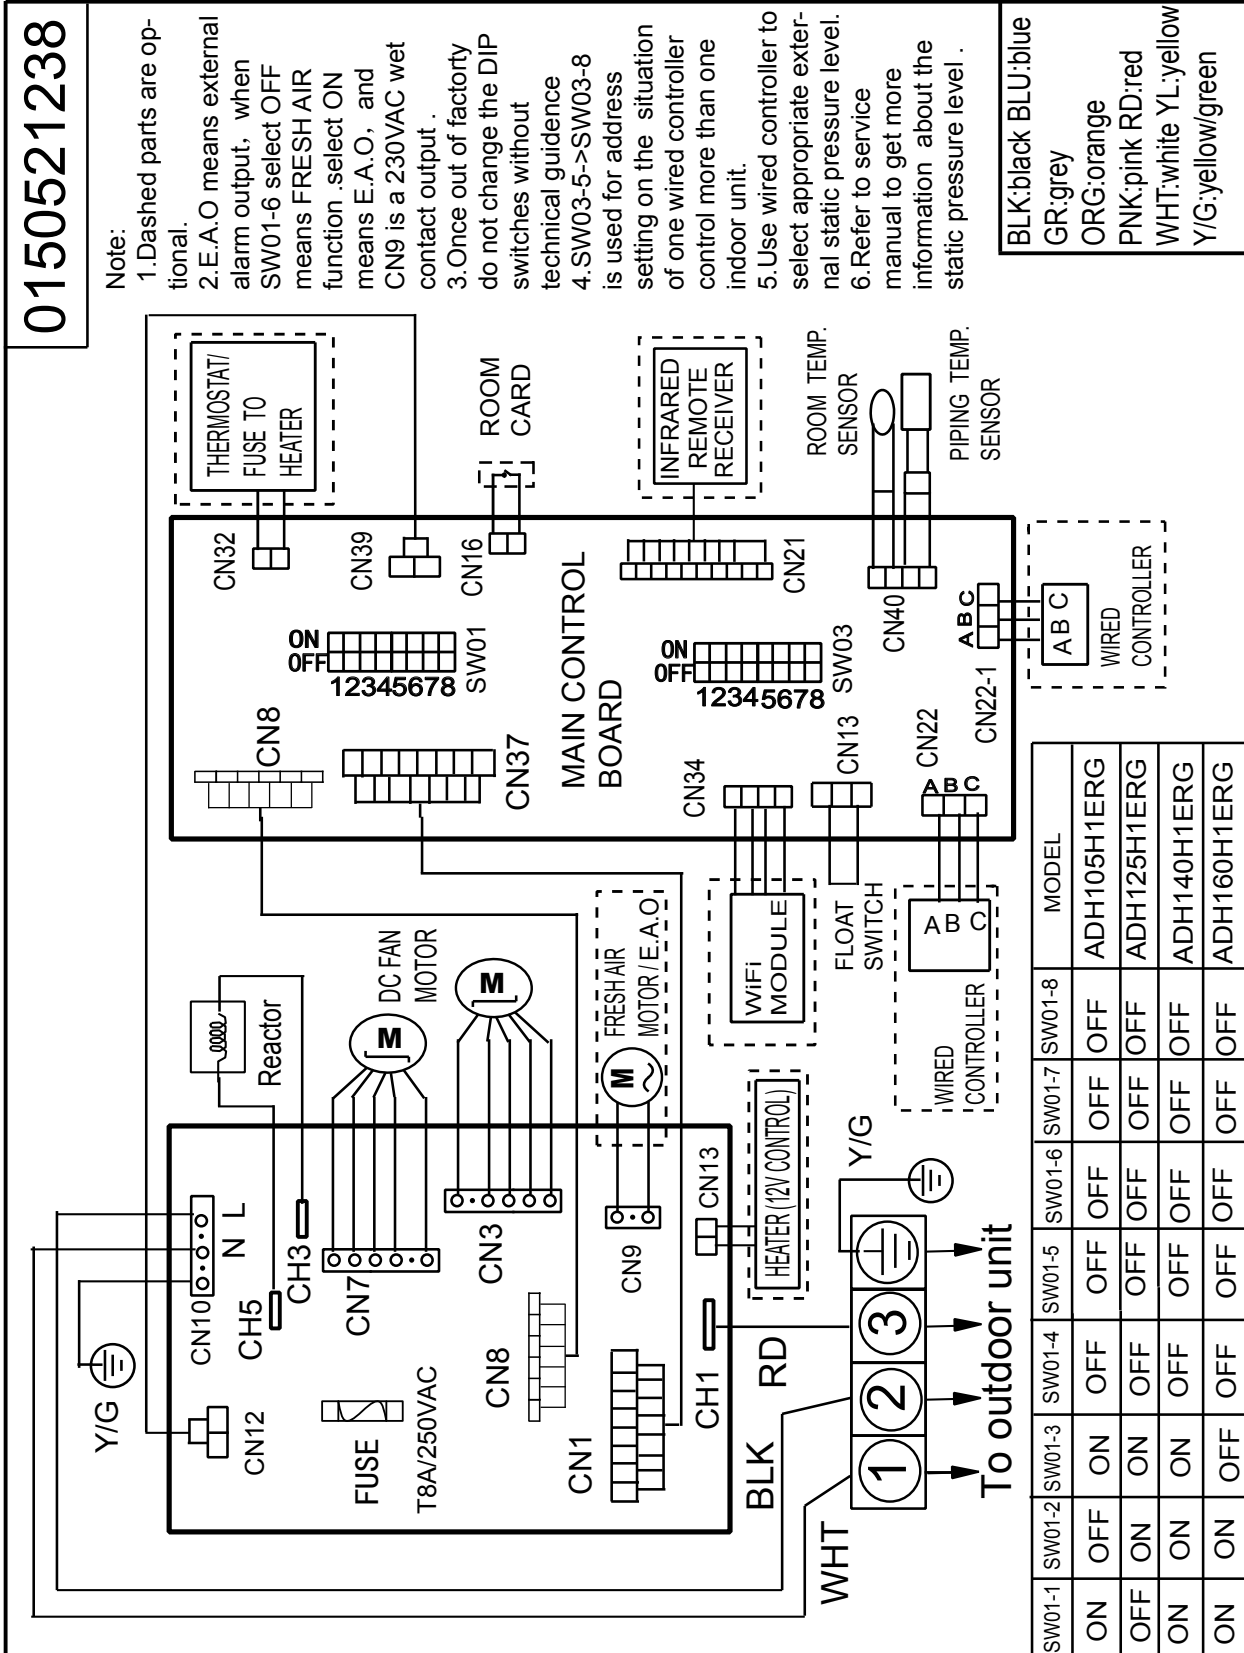 0150521238
Note:
1.Dashed parts are op-
tional.
2.E.A.O means external
alarm output, when
SW01-6 select OFF
means FRESH AIR
function .select ON
means E.A.O, and
CN9 is a 230VAC wet
contact output .
3.Once out of factorty
do not change the DIP
switches without
technical guidence
4.SW03-5->SW03-8
is used for address
setting on the situation
of one wired controller
control more than one
indoor unit.
5.Use wired controller to
select appropriate exter-
nal static pressure level.
6.Refer to service
manual to get more
information about the
static pressure level .
BLK:black BLU:blue
GR:grey
ORG:orange
PNK:pink RD:red
WHT:white YL:yellow
Y/G:yellow/green
THERMOSTAT/
FUSE TO
HEATER
ROOM
CARD
INFRARED
REMOTE
RECEIVER
ROOM TEMP.
SENSOR
PIPING TEMP.
SENSOR
CN32
CN39
CN16
CN21
CN40
ON
OFF
12345678
SW01
ON
OFF
12345678
SW03
MAIN CONTROL
BOARD
CN8
CN37
CN34
CN13
CN22
A B C
CN22-1
A B C
A B C
WIRED
CONTROLLER
WiFi
MODULE
FLOAT
SWITCH
A B C
WIRED
CONTROLLER
Reactor
DC FAN
MOTOR
M
M
FRESH AIR
MOTOR / E.A.O
M
HEATER (12V CONTROL)
Y/G
Y/G
CN10
N L
CH5
CH3
CN7
CN3
CN9
CN13
CN12
FUSE
T8A/250VAC
CN8
CN1
CH1
WHT
BLK
RD
1 2 3
To outdoor unit
SW01-1 SW01-2 SW01-3 SW01-4 SW01-5 SW01-6 SW01-7 SW01-8 MODEL
ON OFF ON OFF OFF OFF OFF OFF ADH105H1ERG
OFF ON ON OFF OFF OFF OFF OFF ADH125H1ERG
ON ON ON OFF OFF OFF OFF OFF ADH140H1ERG
ON ON OFF OFF OFF OFF OFF OFF ADH160H1ERG